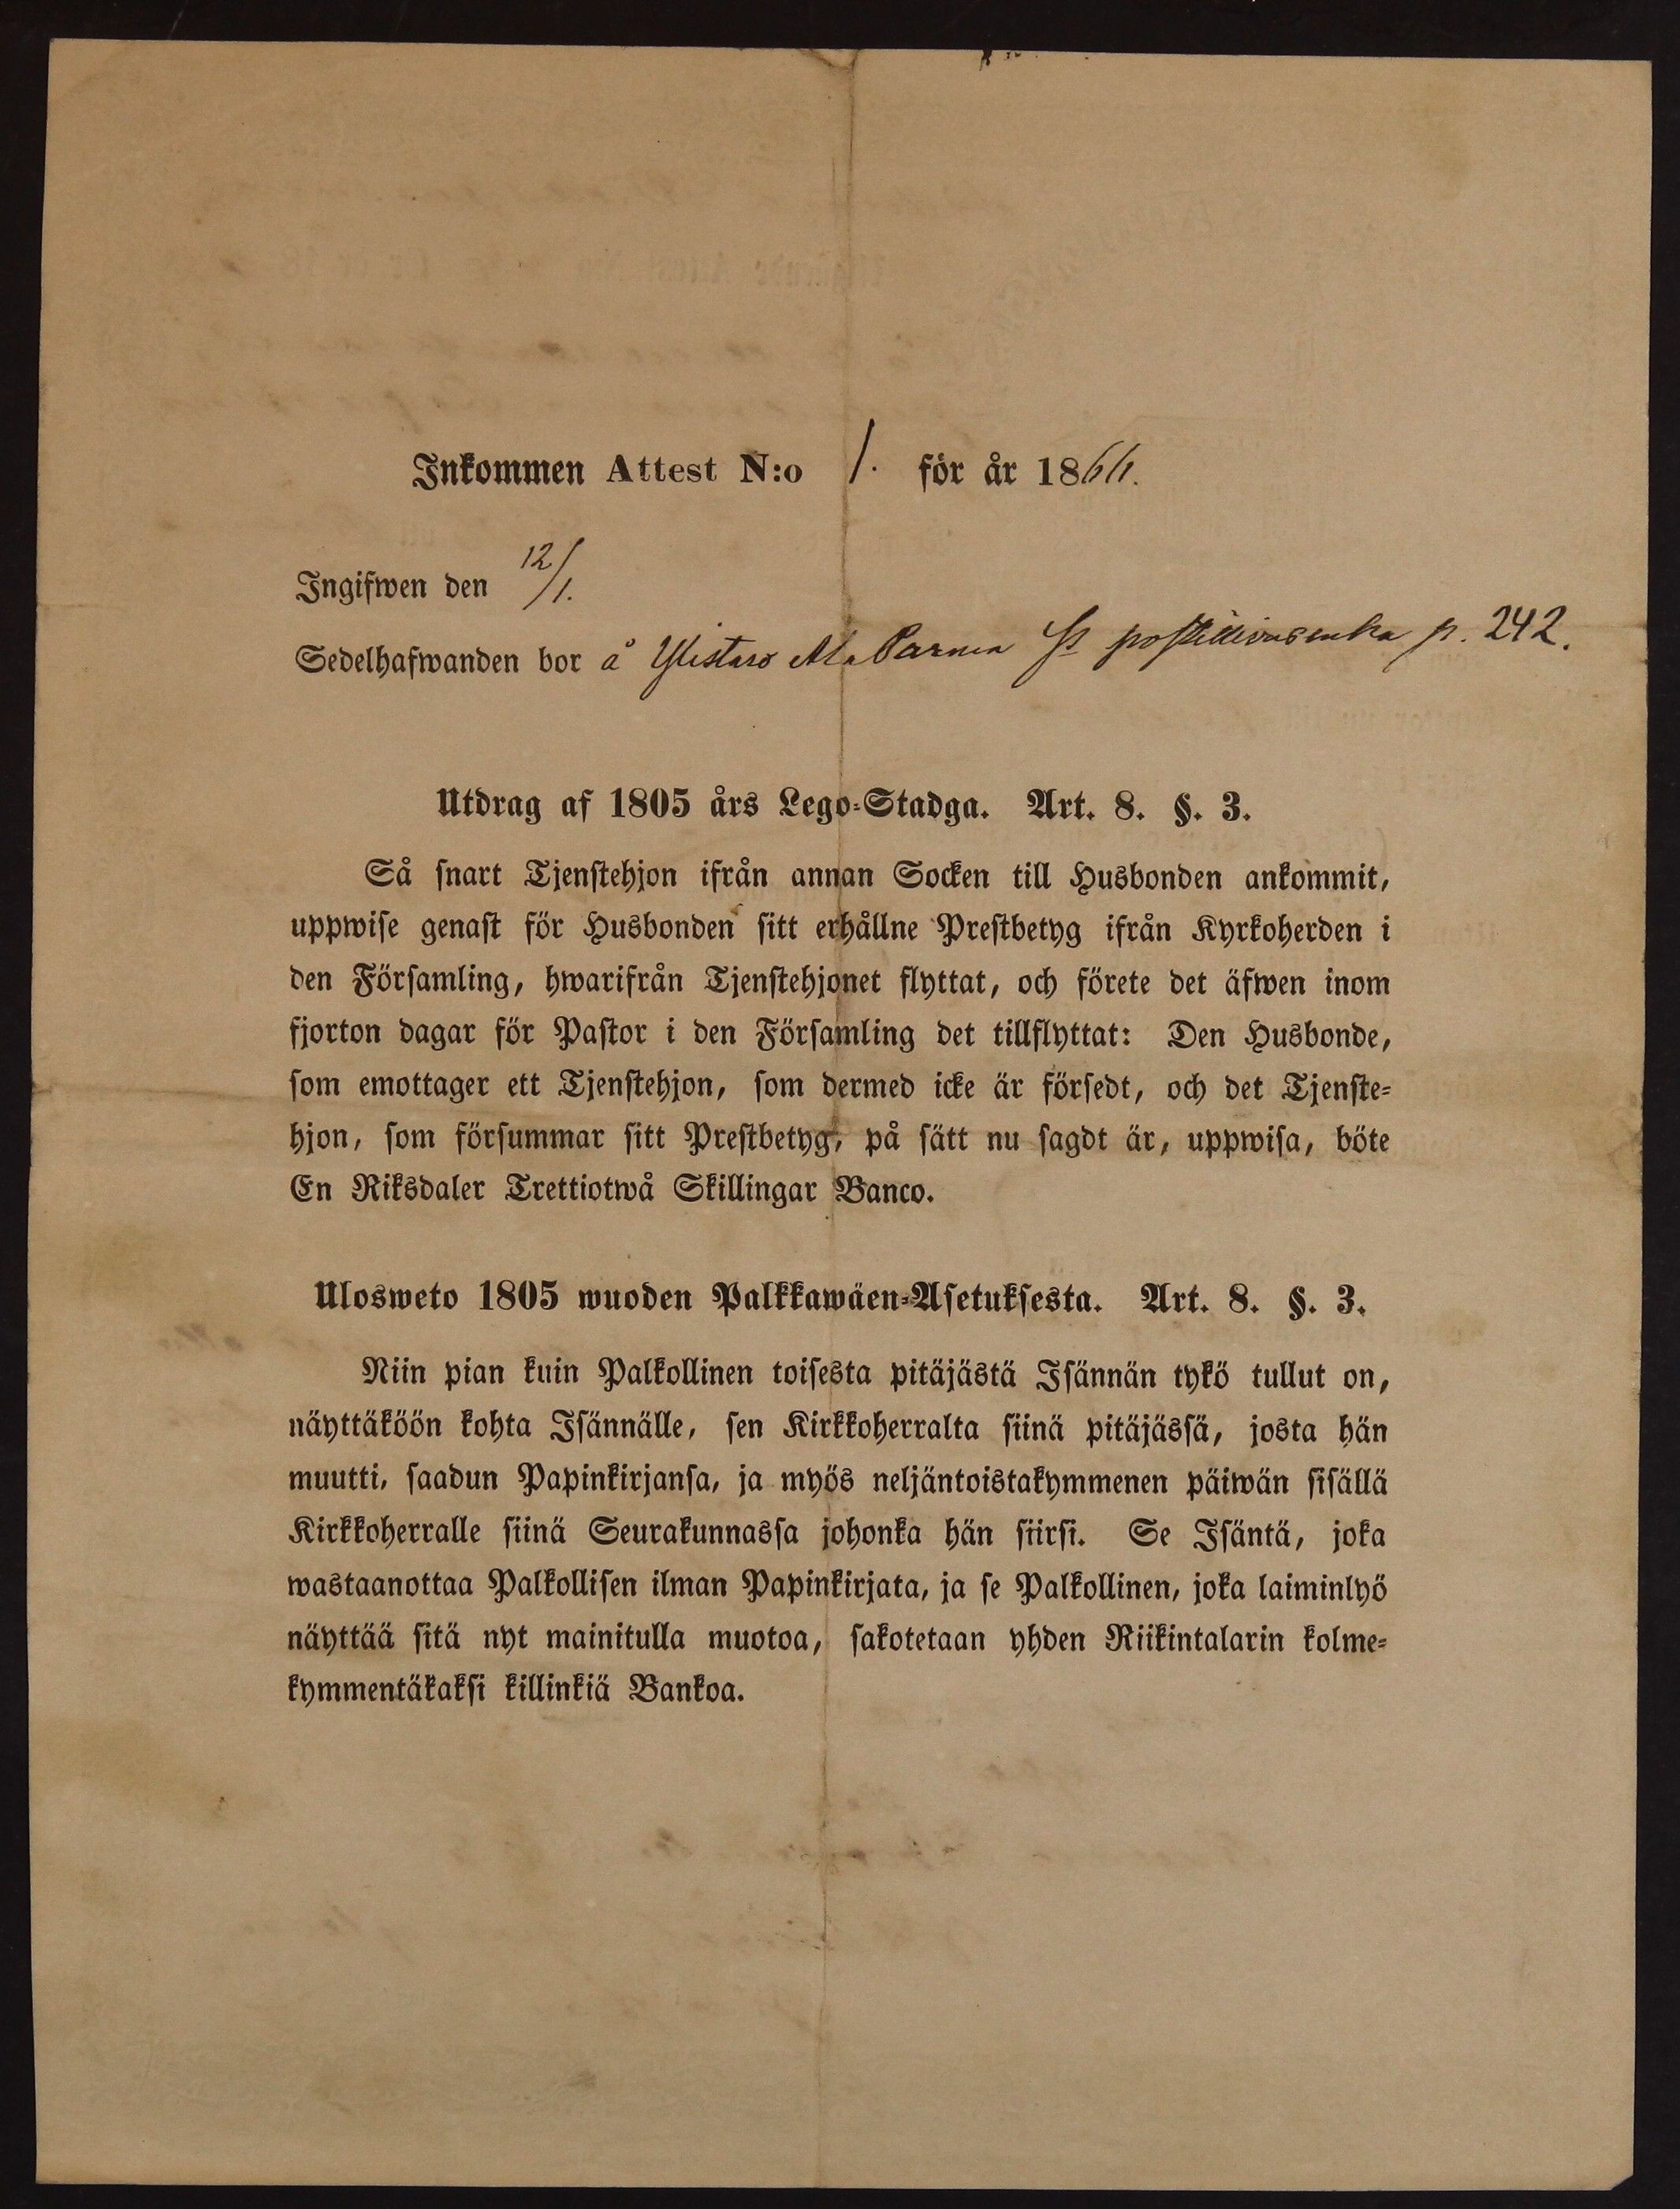 Inkommen Attest N:o 1. för år 1864.
Ingifwen den 12/1.
Sedelhafwanden bor å Ylistaro Ala Parnea p. 242.
Utdrag af 1805 års Lego-Stadga. Art. 8. §. 3.
Så snart Tjenstehjon ifrån annan Socken till Husbonden ankommit,
uppwise genast för Husbonden sitt erhållne Prestbetyg ifrån Kyrkoherden i
den Församling, hwarifrån Tjenstehjonet flyttat, och förete det äfwen inom
fjorton dagar för Pastor i den Församling det tillflyttat: Den Husbonde,
som emottager ett Tjenstehjon, som dermed icke är försedt, och det Tjenste-
hjon, som försummar sitt Prestbetyg, på sätt nu sagdt är, uppwisa, böte
En Riksdaler Trettiotwå Skillingar Banco.
Ulosweto 1805 wuoden Palkkawäen-Asetuksesta. Art. 8. §. 3.
Niin pian kuin Palkollinen toisesta pitäjästä Isännän tykö tullut on,
näyttäköön kohta Isännälle, sen Kirkkoherralta siinä pitäjässä, josta hän
muutti, saadun Papinkirjansa, ja myös neljäntoistakymmenen päiwän sisällä
Kirkkoherralle siinä Seurakunnassa johonka hän siirsi. Se Isäntä, joka
wastaanottaa Palkollisen ilman Papinkirjata, ja se Palkollinen, joka laiminlyö
näyttää sitä nyt mainitulla muotoa, sakotetaan yhden Riikintalarin kolme-
kymmentäkaksi killinkiä Bankoa.